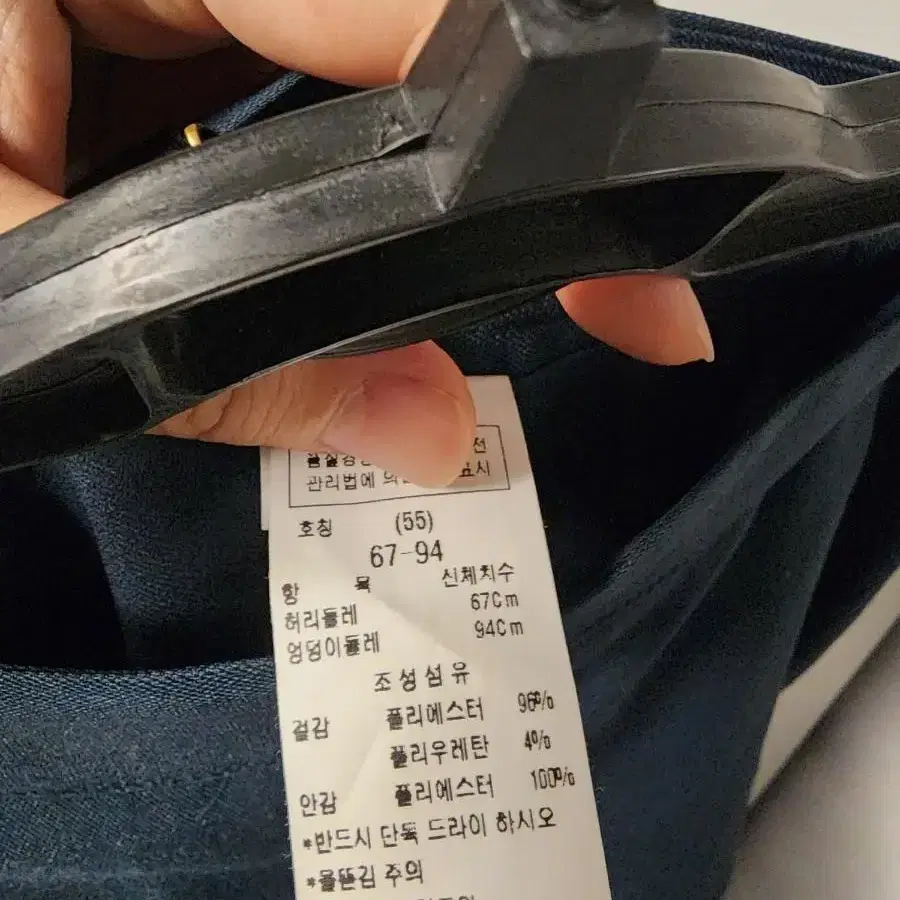 전
관리법에 표시
호칭 (55)
67-94
항 목 신체치수
허리둘레 67Cm
엉덩이둘레 94Cm
조성섬유
겉감 폴리에스터 96%
폴리우레탄 4%
안감 폴리에스터 100%
*반드시 단독 드라이 하시오
*올뜯김 주의